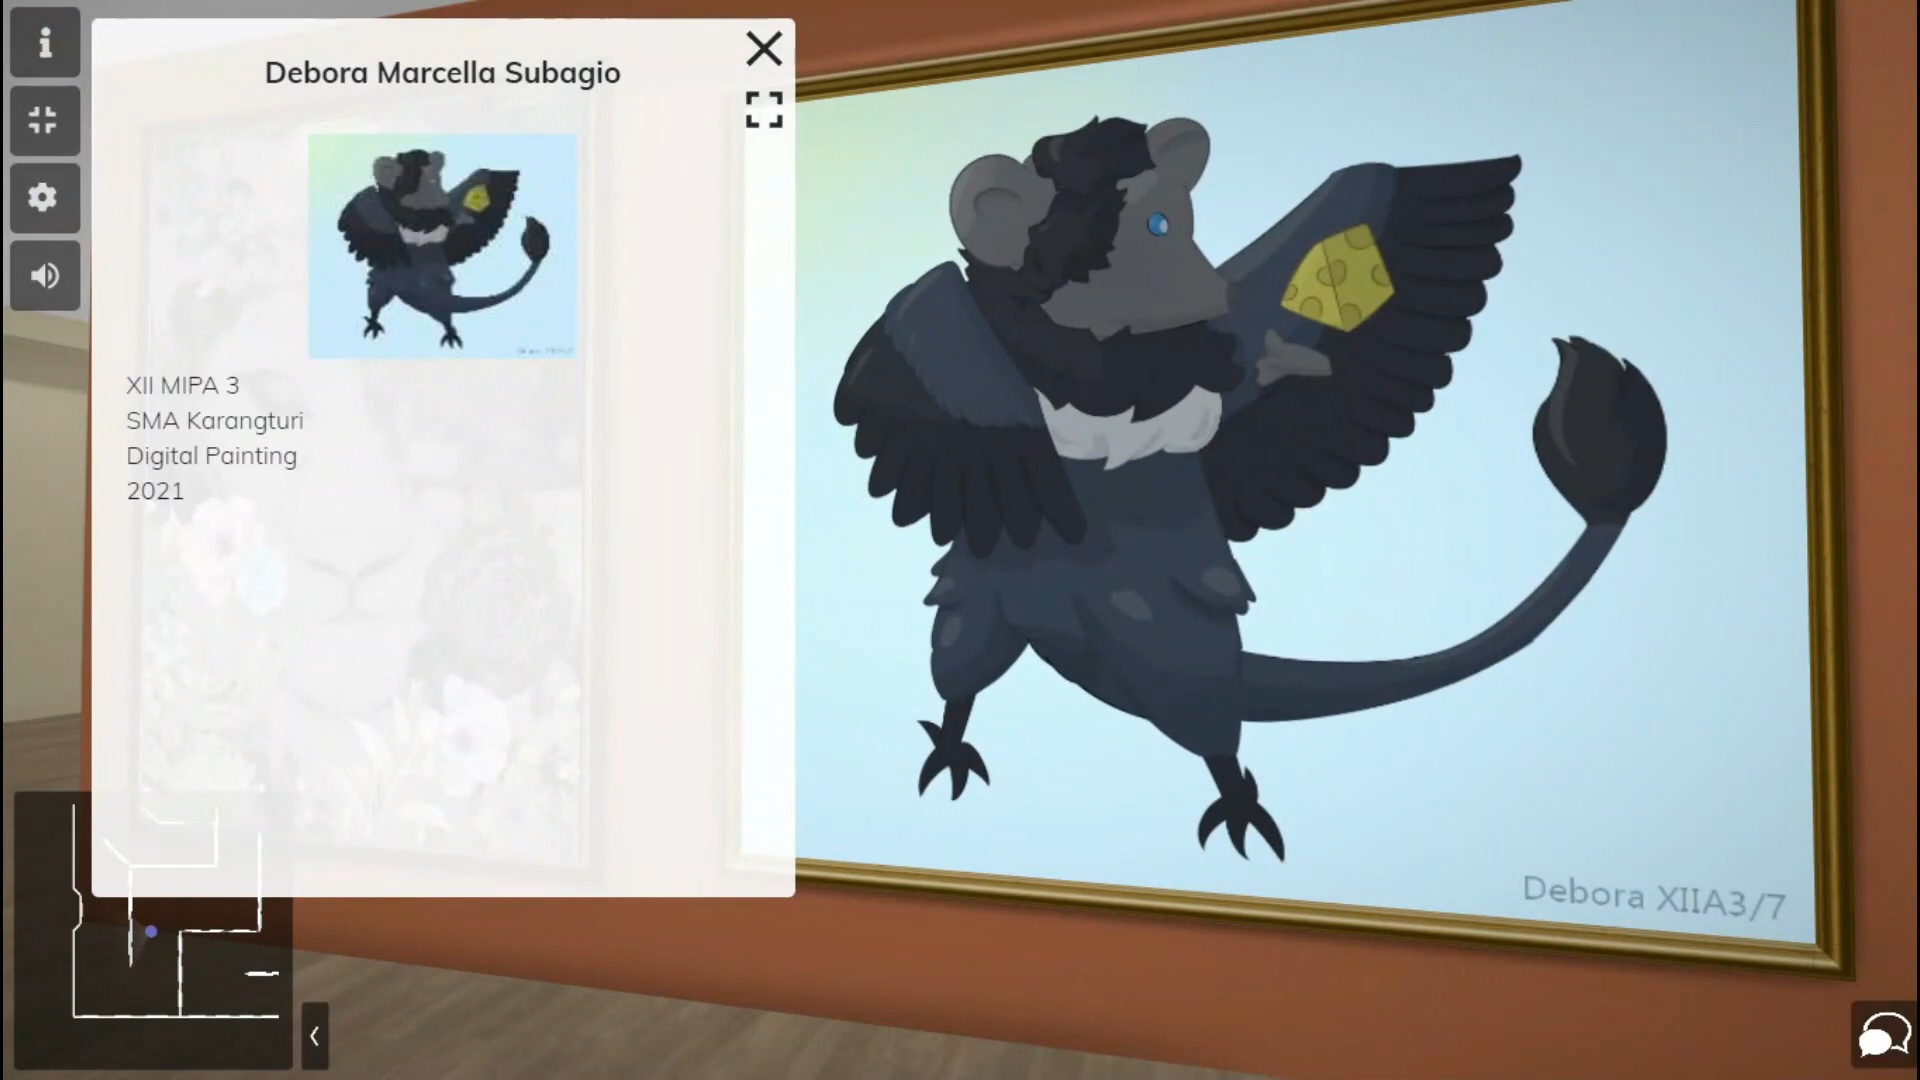 Debora Marcella Subagio
XII MIPA 3
SMA Karangturi
Digital Painting
2021
Debora XIIA3/7